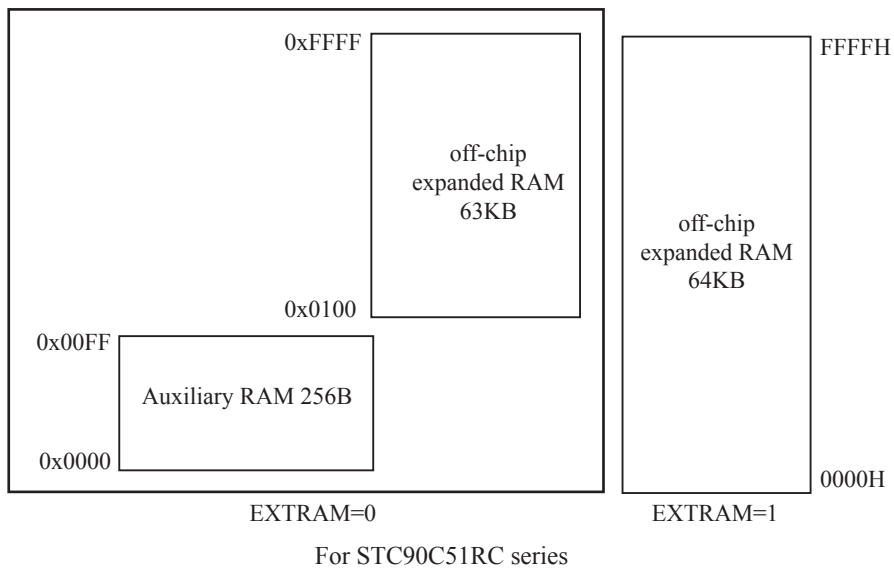 0xFFFF
off-chip
expanded RAM
63KB
0x0100
0x00FF
Auxiliary RAM 256B
0x0000
EXTRAM=0
FFFFH
off-chip
expanded RAM
64KB
0000H
EXTRAM=1
For STC90C51RC series